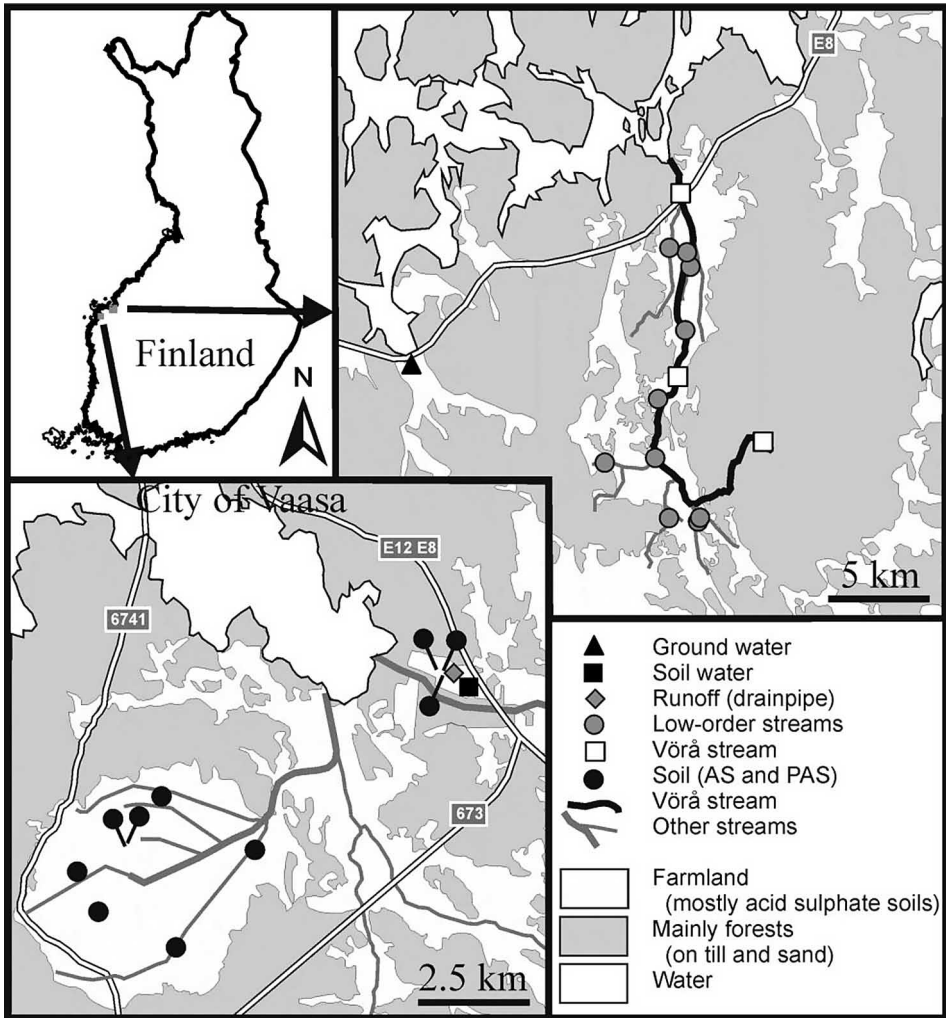 E8
Finland
N
5 km
City of Vaasa
E12 E8
6741
673
2.5 km
Ground water
Soil water
Runoff (drainpipe)
Low-order streams
Vörå stream
Soil (AS and PAS)
Vörå stream
Other streams
Farmland
(mostly acid sulphate soils)
Mainly forests
(on till and sand)
Water